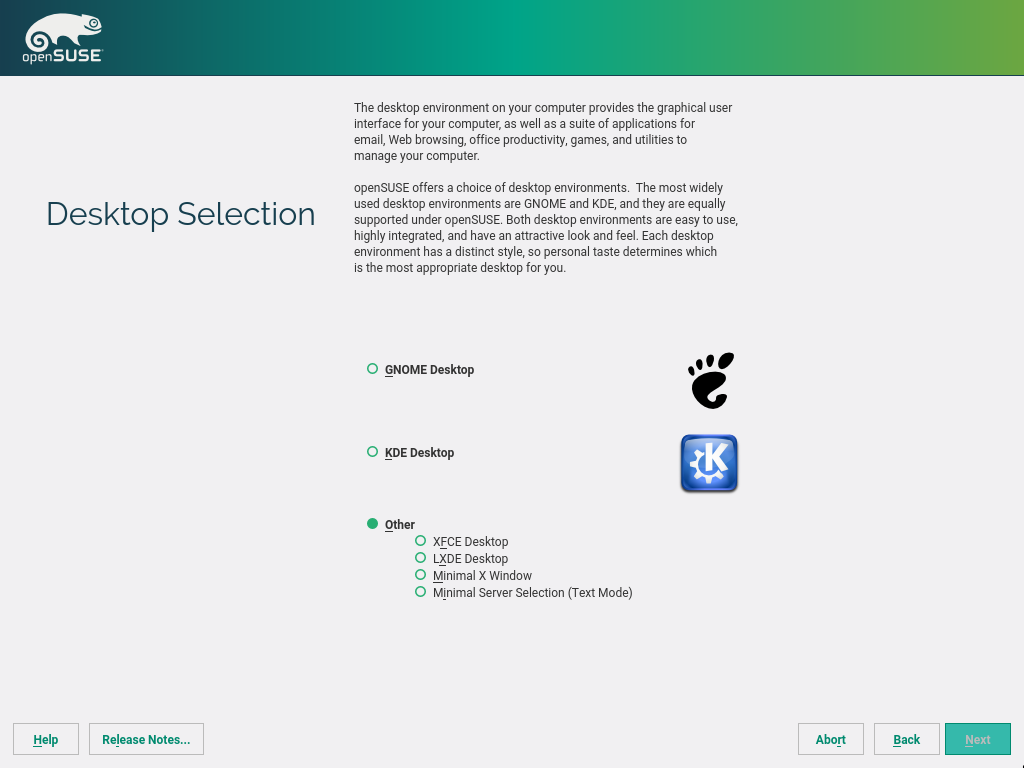 openSUSE
The desktop environment on your computer provides the graphical user
interface for your computer, as well as a suite of applications for
email, Web browsing, office productivity, games, and utilities to
manage your computer.
Desktop Selection
openSUSE offers a choice of desktop environments.  The most widely
used desktop environments are GNOME and KDE, and they are equally
supported under openSUSE. Both desktop environments are easy to use,
highly integrated, and have an attractive look and feel. Each desktop
environment has a distinct style, so personal taste determines which
is the most appropriate desktop for you.
GNOME Desktop
KDE Desktop
Other
XFCE Desktop
LXDE Desktop
Minimal X Window
Minimal Server Selection (Text Mode)
Help
Release Notes...
Abort
Back
Next